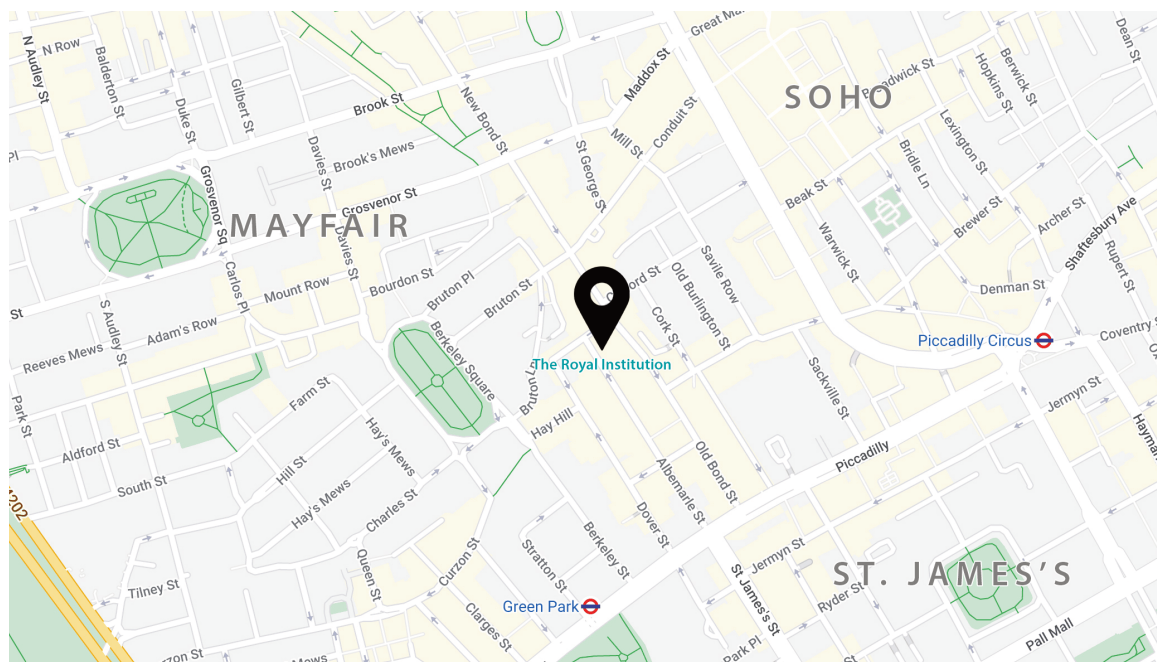 N Row
N Audley St
Balderton St
Duke St
Gilbert St
Davies St
Brook St
Brook's Mews
New Bond St
Maddox St
Mill St
Conduit St
St George St
Great
SOHO
Broadwick St
Hopkins St
Berwick St
Dean St
Lexington St
Bridle Ln
Beak St
Warwick St
Brewer St
Archer St
Shaftesbury Ave
Rupert St
Denman St
Pl
Grosvenor Sq
Grosvenor St
MAYFAIR
Davies St
Carlos Pl
Mount Row
Bourdon St
Bruton Pl
Bruton St
Savile Row
Old Burlington St
Cork St
St
Adam's Row
S Audley St
Reeves Mews
Park St
Berkeley Square
The Royal Institution
Piccadilly Circus
Coventry
Sackville St
Jermyn St
Farm St
Aldford St
Hay Hill
Hay's Mews
Hill St
South St
Hay's Mews
Charles St
Old Bond St
Albemarle St
Dover St
Piccadilly
Berkeley St
Stratton St
Curzon St
Queen St
Tilney St
Clarges St
Green Park
Jermyn St
ST. JAMES'S
St James's St
Ryder St
Park Pl
Pall Mall